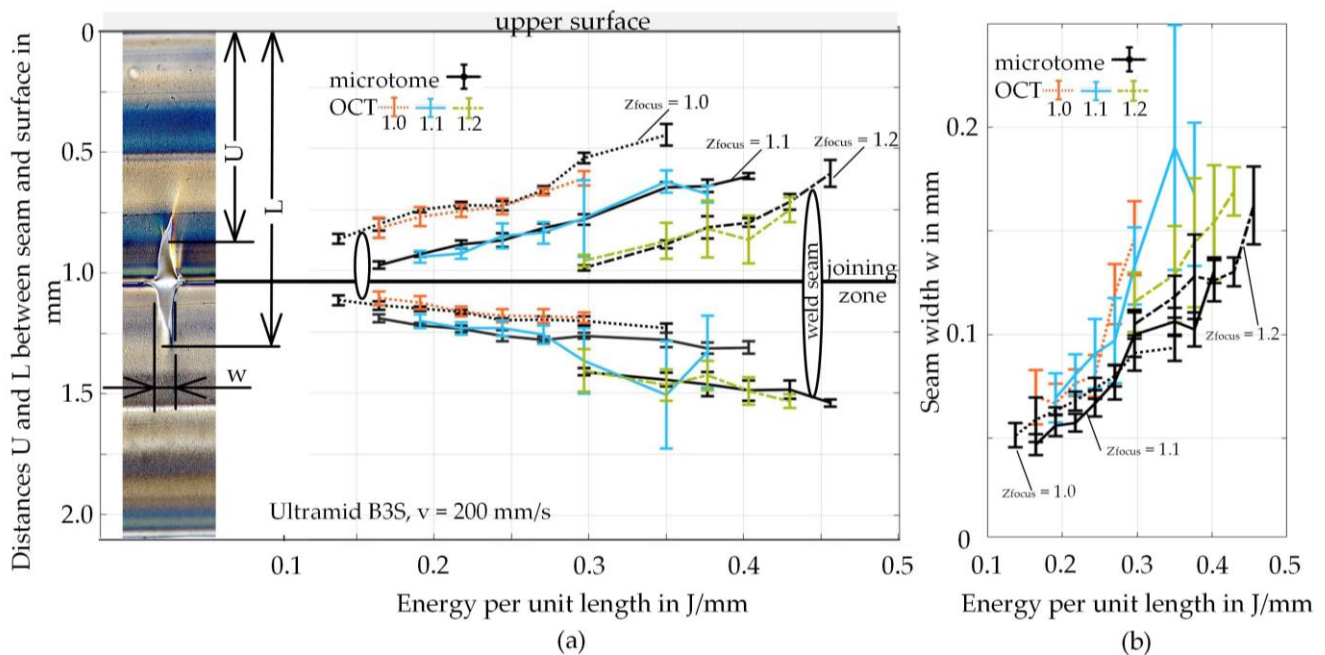 upper surface
Distances U and L between seam and surface in
mm
0
0.5
1.0
1.5
2.0
U
L
w
microtome
OCT
1.0 1.1 1.2
Zfocus = 1.0
Zfocus = 1.1
Zfocus = 1.2
weld seam
joining
zone
Ultramid B3S, v = 200 mm/s
0.1 0.2 0.3 0.4 0.5
Energy per unit length in J/mm
(a)
Seam width w in mm
0.2
0.1
0
microtome
OCT
1.0 1.1 1.2
Zfocus = 1.2
Zfocus = 1.1
Zfocus = 1.0
0.1 0.2 0.3 0.4 0.5
Energy per unit length in J/mm
(b)